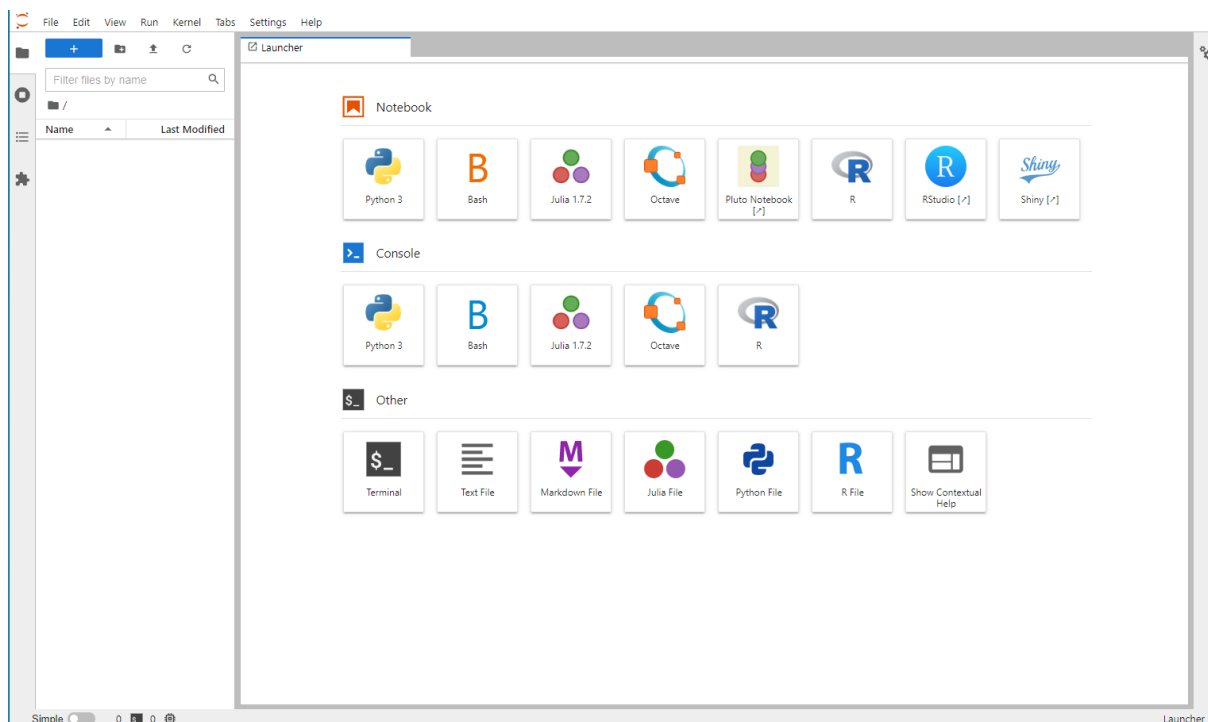 File Edit View Run Kernel Tabs Settings Help
+
Launcher
Filter files by name
/
Name Last Modified
Notebook
Python 3
B
Bash
Julia 1.7.2
Octave
Pluto Notebook
[↗]
R
R
R
RStudio [↗]
Shiny
Shiny [↗]
>_ Console
Python 3
B
Bash
Julia 1.7.2
Octave
R
R
$_ Other
$_
Terminal
Text File
M
Markdown File
Julia File
Python File
R
R File
Show Contextual
Help
Simple 0 $_ 0 Launcher